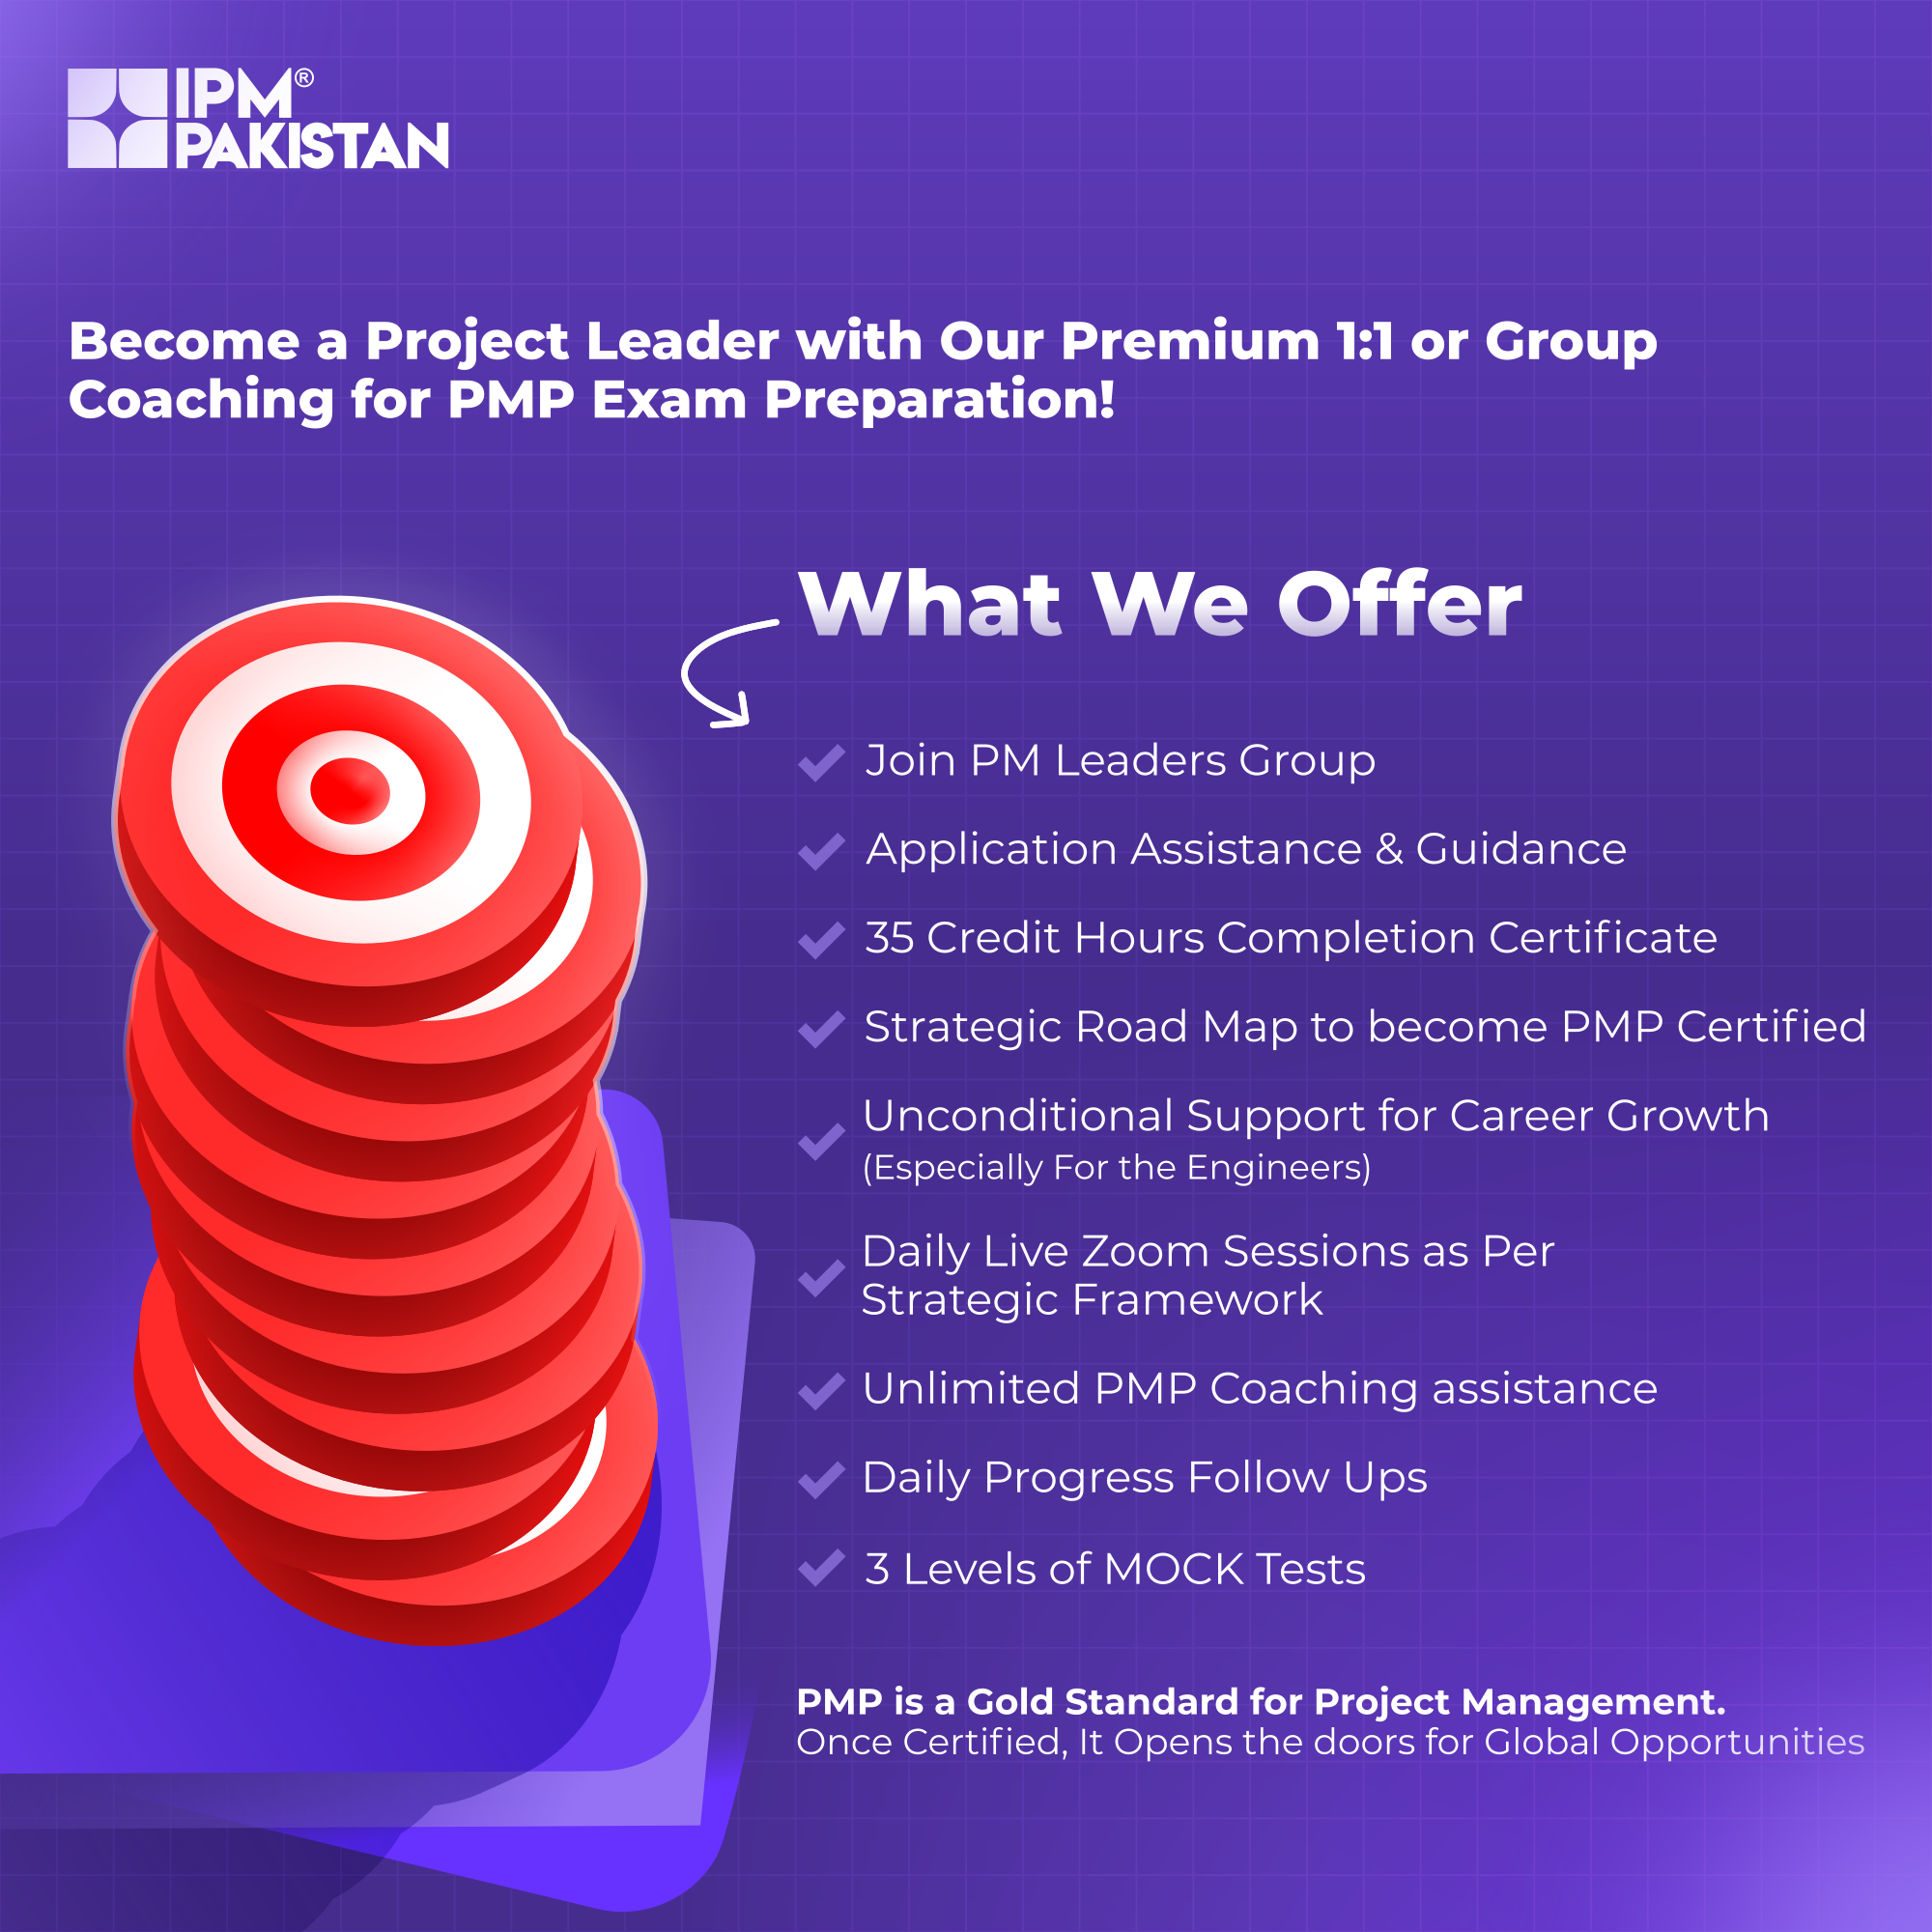 IPM®
PAKISTAN
Become a Project Leader with Our Premium 1:1 or Group
Coaching for PMP Exam Preparation!
What We Offer
Join PM Leaders Group
Application Assistance & Guidance
35 Credit Hours Completion Certificate
Strategic Road Map to become PMP Certified
Unconditional Support for Career Growth
(Especially For the Engineers)
Daily Live Zoom Sessions as Per
Strategic Framework
Unlimited PMP Coaching assistance
Daily Progress Follow Ups
3 Levels of MOCK Tests
PMP is a Gold Standard for Project Management.
Once Certified, It Opens the doors for Global Opportunities